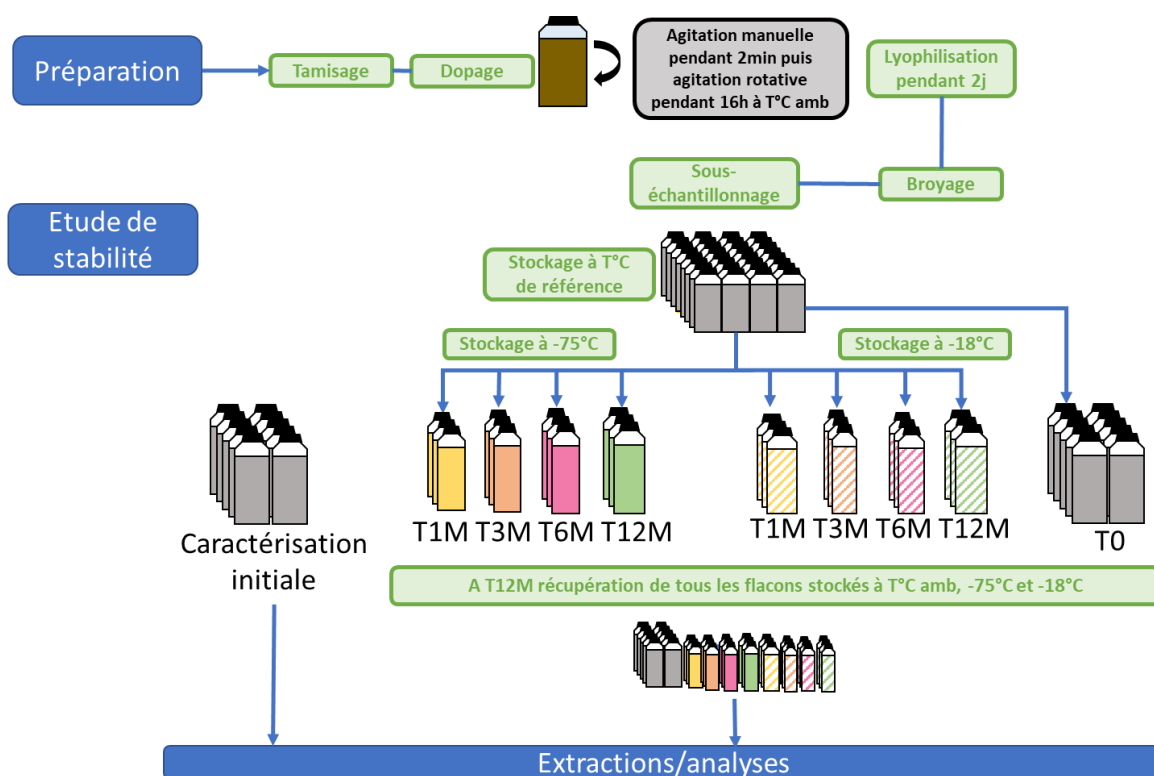 Préparation
Tamisage
Dopage
Agitation manuelle
pendant 2min puis
agitation rotative
pendant 16h à T°C amb
Lyophilisation
pendant 2j
Sous-
échantillonnage
Broyage
Etude de
stabilité
Stockage à T°C
de référence
Stockage à -75°C
Stockage à -18°C
T1M
T3M
T6M
T12M
T1M
T3M
T6M
T12M
T0
Caractérisation
initiale
A T12M récupération de tous les flacons stockés à T°C amb, -75°C et -18°C
Extractions/analyses